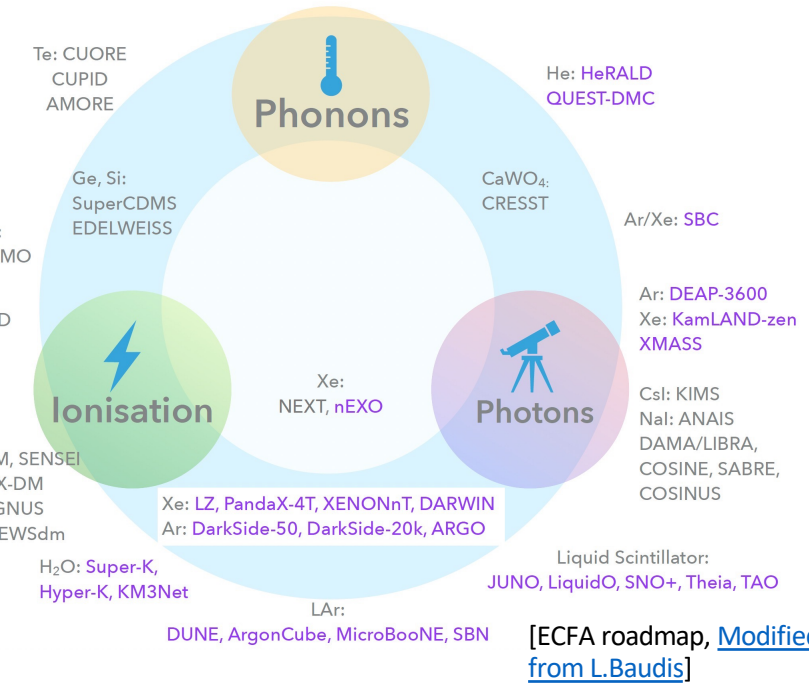 Te: CUORE
CUPID
AMORE
Phonons
He: HeRALD
QUEST-DMC
Ge, Si:
SuperCDMS
EDELWEISS
CaWO₄:
CRESST
Ar/Xe: SBC
MO
D
Ar: DEAP-3600
Xe: KamLAND-zen
XMASS
Ionisation
Xe:
NEXT, nEXO
Photons
CsI: KIMS
NaI: ANAIS
DAMA/LIBRA,
COSINE, SABRE,
COSINUS
M, SENSEI
X-DM
GNUS
EWSdm
Xe: LZ, PandaX-4T, XENONnT, DARWIN
Ar: DarkSide-50, DarkSide-20k, ARGO
H₂O: Super-K,
Hyper-K, KM3Net
Liquid Scintillator:
JUNO, LiquidO, SNO+, Theia, TAO
LAr:
DUNE, ArgonCube, MicroBooNE, SBN
[ECFA roadmap, Modified
from L.Baudis]